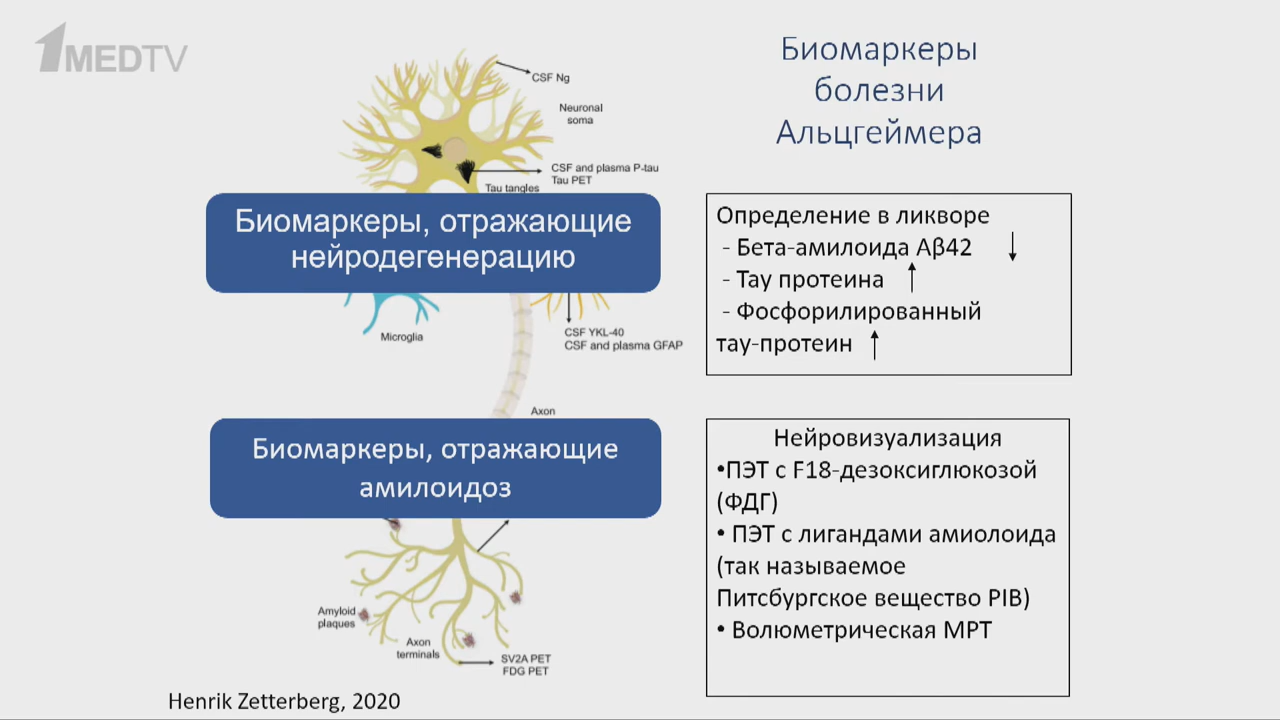 1MEDTV
Биомаркеры
болезни
Альцгеймера
CSF Ng
Neuronal
soma
CSF and plasma P-tau
Tau PET
Tau tangles
Биомаркеры, отражающие
нейродегенерацию
Microglia
CSF YKL-40
CSF and plasma GFAP
Axon
Определение в ликворе
- Бета-амилоида Aβ42 ↓
- Тау протеина ↑
- Фосфорилированный
тау-протеин ↑
Биомаркеры, отражающие
амилоидоз
Amyloid
plaques
Axon
terminals
SV2A PET
FDG PET
Нейровизуализация
•ПЭТ с F18-дезоксиглюкозой
(ФДГ)
• ПЭТ с лигандами амиолоида
(так называемое
Питсбургское вещество PIB)
• Волюметрическая МРТ
Henrik Zetterberg, 2020